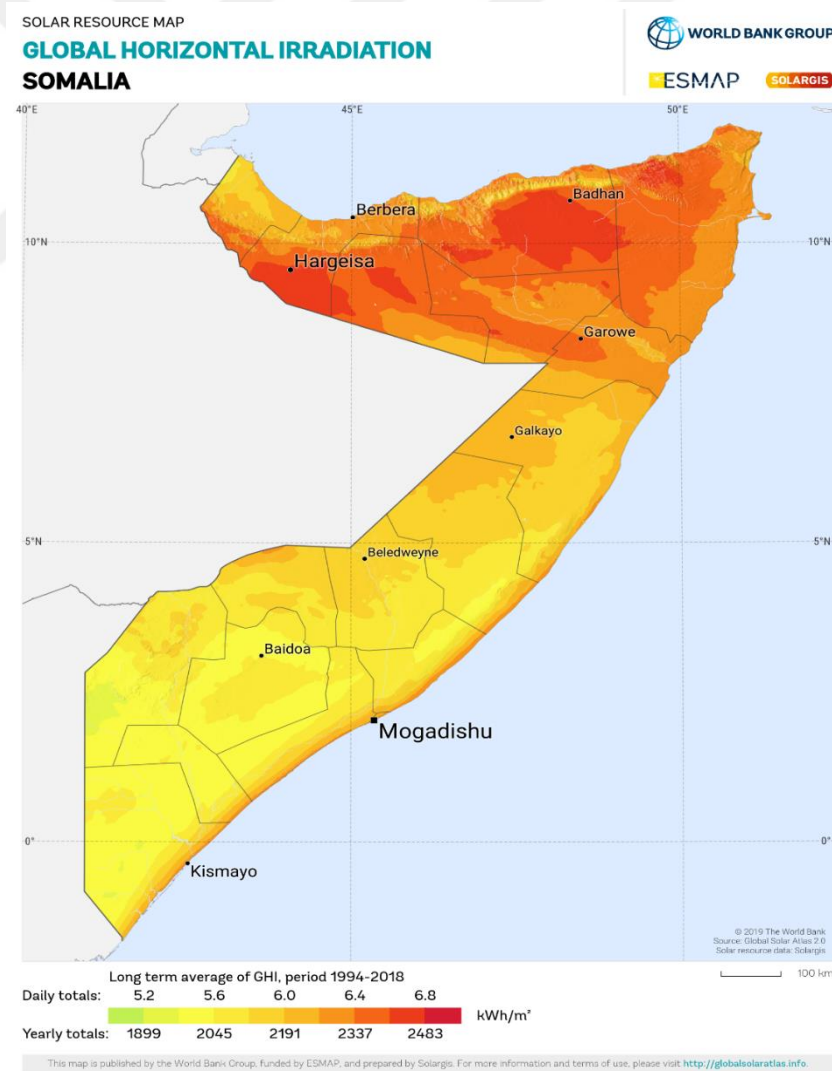 SOLAR RESOURCE MAP
GLOBAL HORIZONTAL IRRADIATION
SOMALIA
WORLD BANK GROUP
ESMAP
SOLARGIS
40°E
45°E
50°E
Badhan
Berbera
10°N
10°N
Hargeisa
Garowe
Galkayo
5°N
5°N
Beledweyne
Baidoa
Mogadishu
0°
0°
Kismayo
© 2019 The World Bank
Source: Global Solar Atlas 2.0
Solar resource data: Solargis
Long term average of GHI, period 1994-2018
100 km
Daily totals: 5.2 5.6 6.0 6.4 6.8
kWh/m²
Yearly totals: 1899 2045 2191 2337 2483
This map is published by the World Bank Group, funded by ESMAP, and prepared by Solargis. For more information and terms of use, please visit http://globalsolaratlas.info.